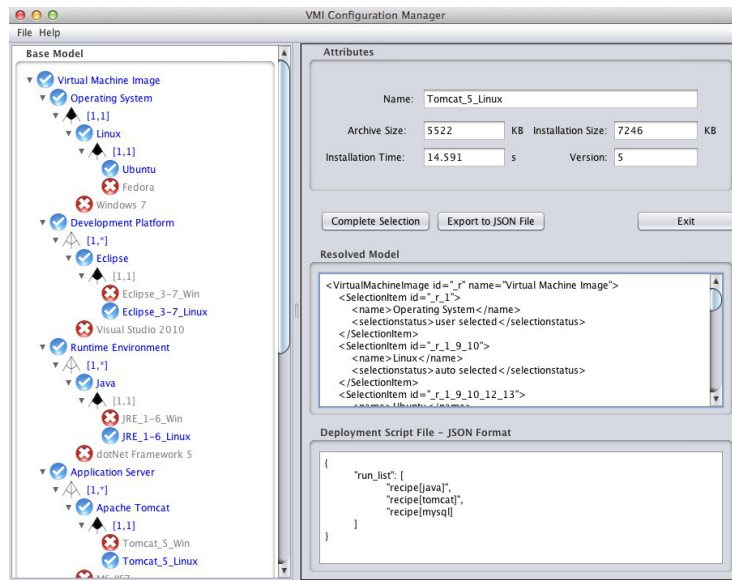 VMI Configuration Manager
File Help
Base Model
Virtual Machine Image
Operating System
[1,1]
Linux
[1,1]
Ubuntu
Fedora
Windows 7
Development Platform
[1,*]
Eclipse
[1,1]
Eclipse_3-7_Win
Eclipse_3-7_Linux
Visual Studio 2010
Runtime Environment
[1,*]
Java
[1,1]
JRE_1-6_Win
JRE_1-6_Linux
dotNet Framework 5
Application Server
[1,*]
Apache Tomcat
[1,1]
Tomcat_5_Win
Tomcat_5_Linux
Attributes
Name: Tomcat_5_Linux
Archive Size: 5522 KB Installation Size: 7246 KB
Installation Time: 14.591 s Version: 5
Complete Selection Export to JSON File Exit
Resolved Model
<VirtualMachineImage id="_r" name="Virtual Machine Image">
<SelectionItem id="_r_1">
<name>Operating System</name>
<selectionstatus>user selected</selectionstatus>
</SelectionItem>
<SelectionItem id="_r_1_9_10">
<name>Linux</name>
<selectionstatus>auto selected</selectionstatus>
</SelectionItem>
<SelectionItem id="_r_1_9_10_12_13">
<name>Ubuntu</name>
Deployment Script File - JSON Format
{
"run_list": [
"recipe[java]",
"recipe[tomcat]",
"recipe[mysql]
]
}